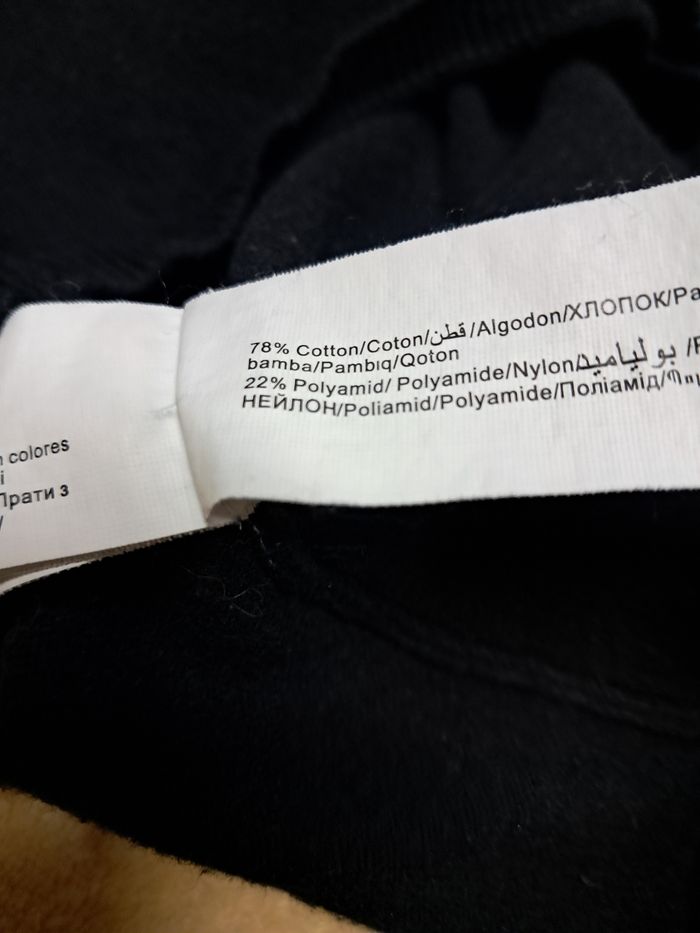 78% Cotton/Coton/قطن/Algodon/ХЛОПОК/Pa
bamba/Pambıq/Qoton
22% Polyamid/ Polyamide/Nylon/بولياميد /F
НЕЙЛОН/Poliamid/Polyamide/Поліамід/
colores
i
Прати з
/